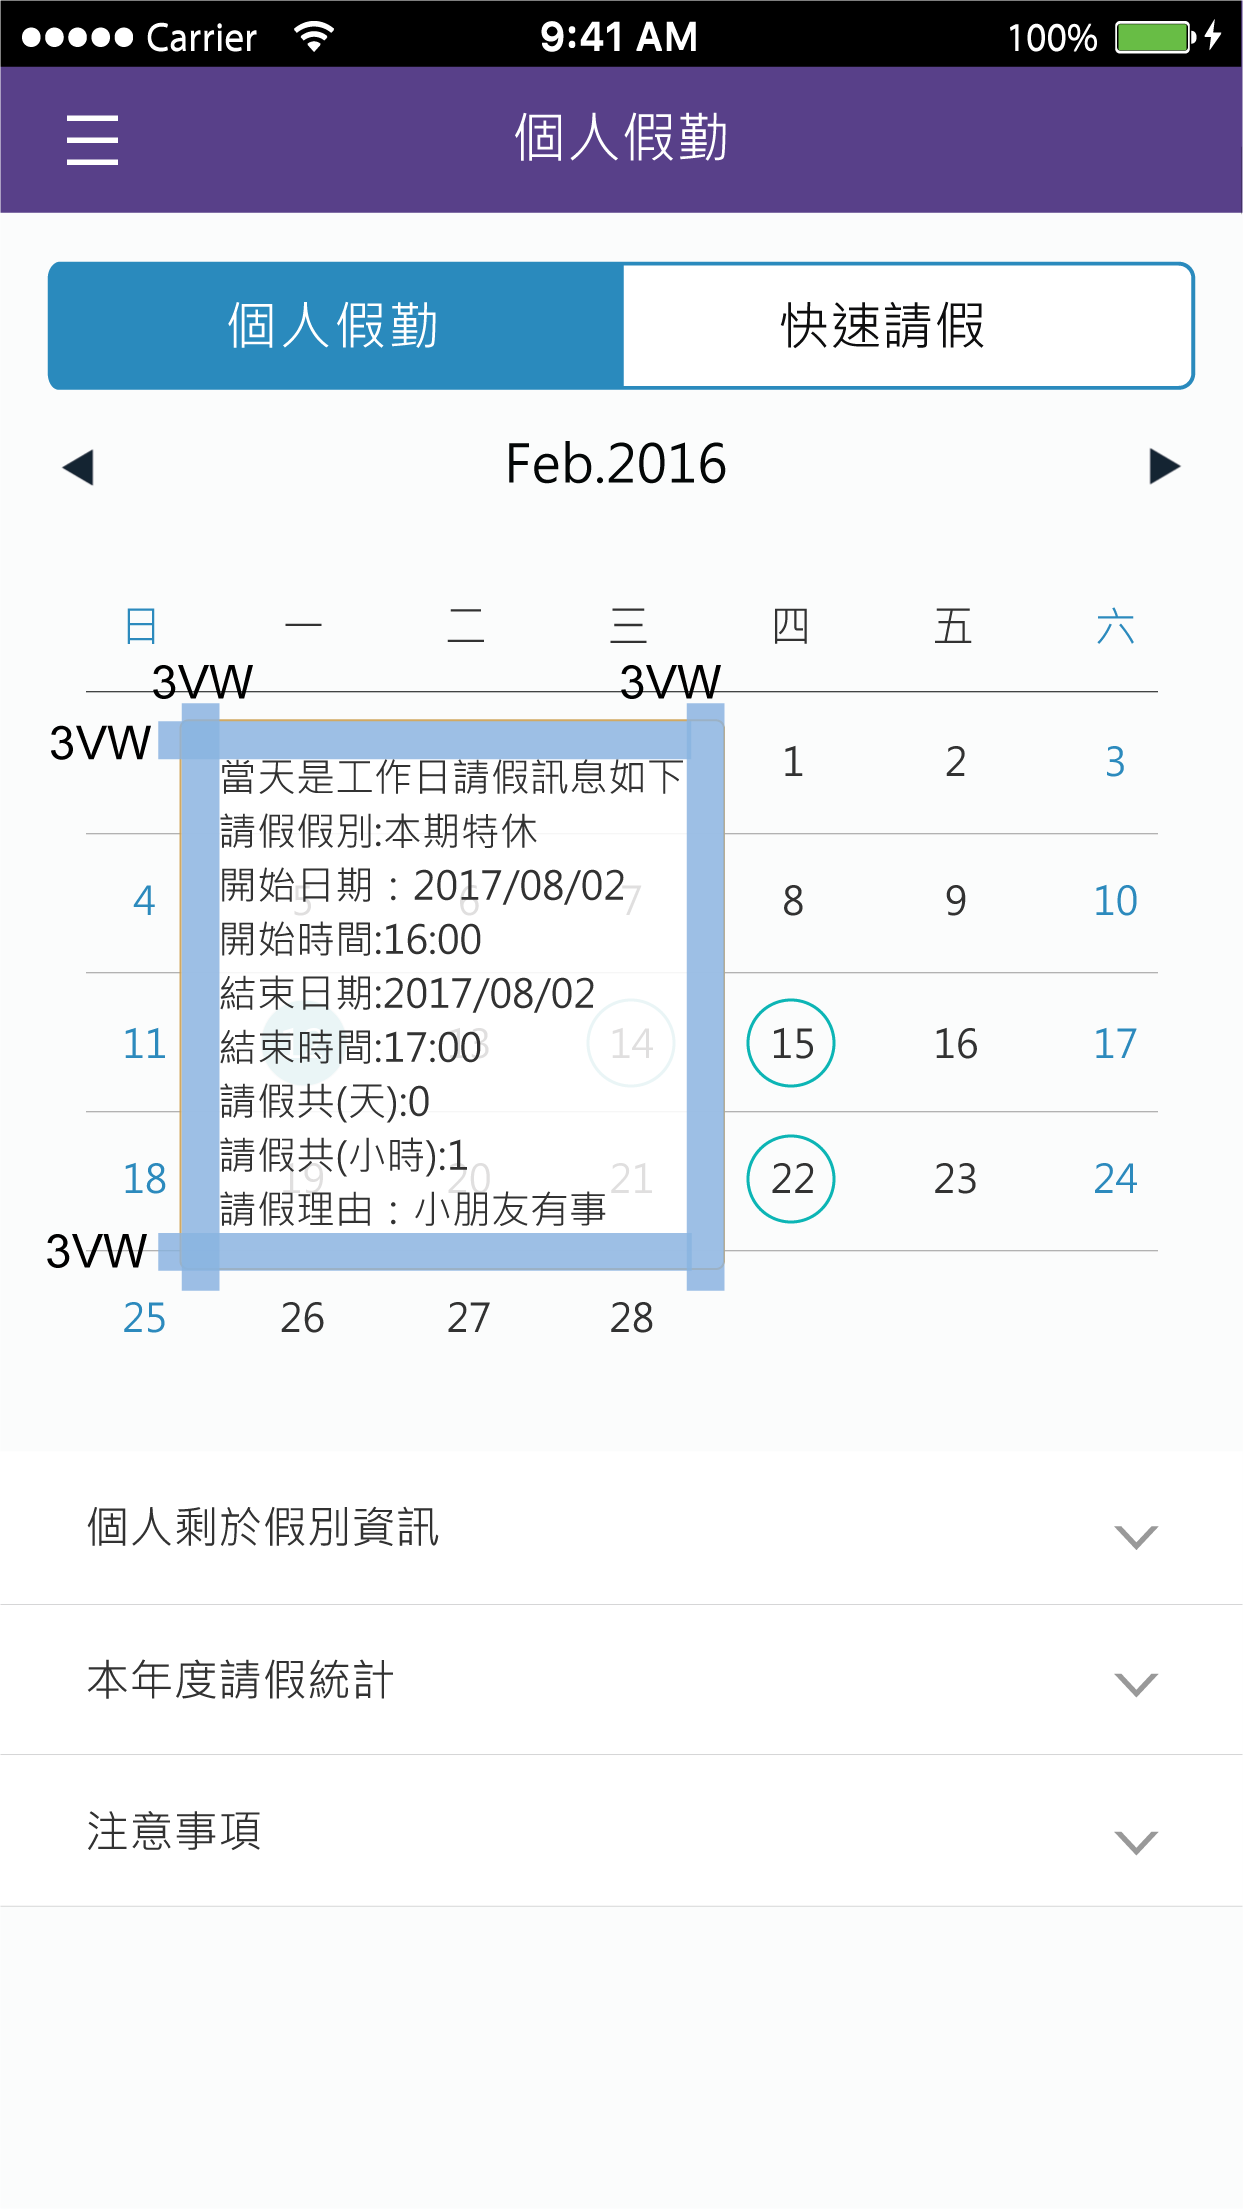 Carrier 9:41 AM 100%
個人假勤
個人假勤 快速請假
Feb.2016
日 一 二 三 四 五 六
3VW 3VW
3VW
當天是工作日請假訊息如下
1 2 3
請假假別:本期特休
開始日期：2017/08/02
4 5 6 7 8 9 10
開始時間:16:00
結束日期:2017/08/02
結束時間:17:00
11 13 14 15 16 17
請假共(天):0
請假共(小時):1
18 19 20 21 22 23 24
請假理由：小朋友有事
3VW
25 26 27 28
個人剩於假別資訊
本年度請假統計
注意事項